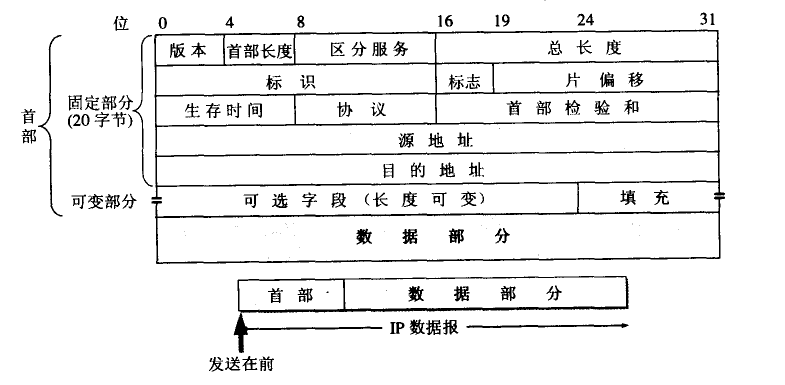 位 0 4 8 16 19 24 31
版本 首部长度 区分服务 总长度
标识 标志 片偏移
生存时间 协议 首部检验和
源地址
目的地址
可选字段(长度可变) 填充
数据部分
首部
固定部分
(20字节)
可变部分
首部 数据部分
IP数据报
发送在前